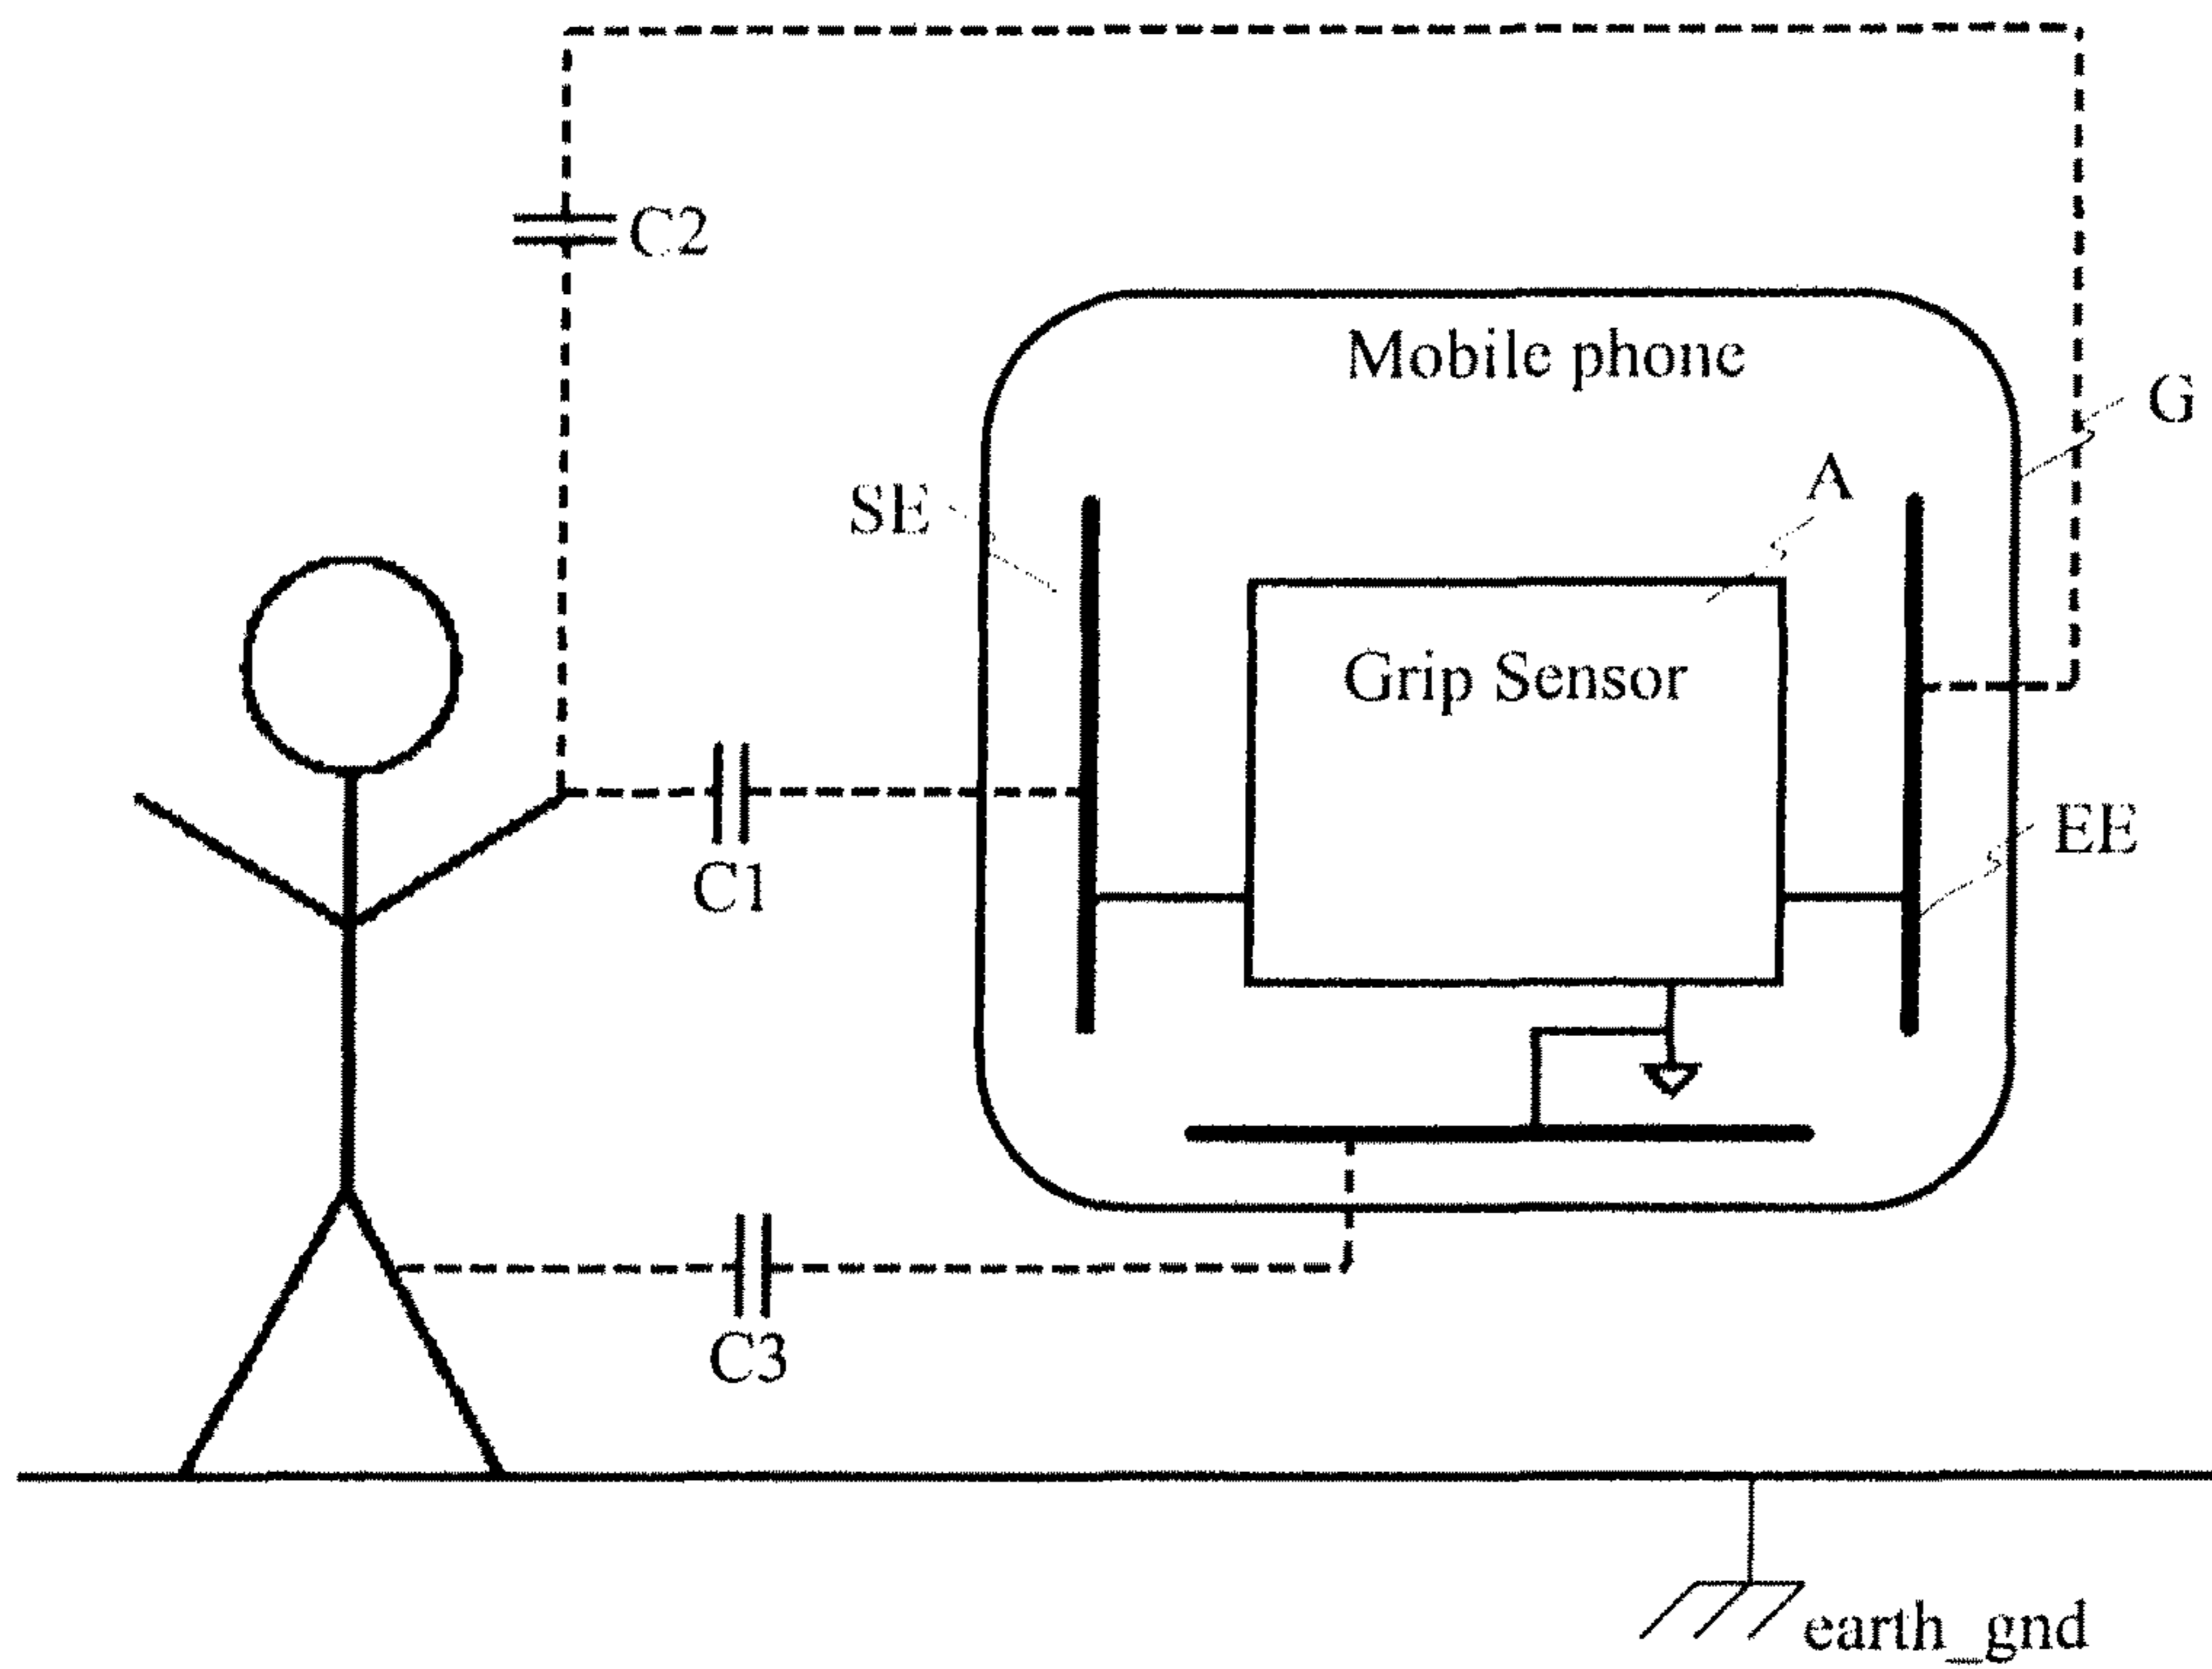 C2
Mobile phone
G
A
SE
Grip Sensor
EE
C1
C3
earth_gnd